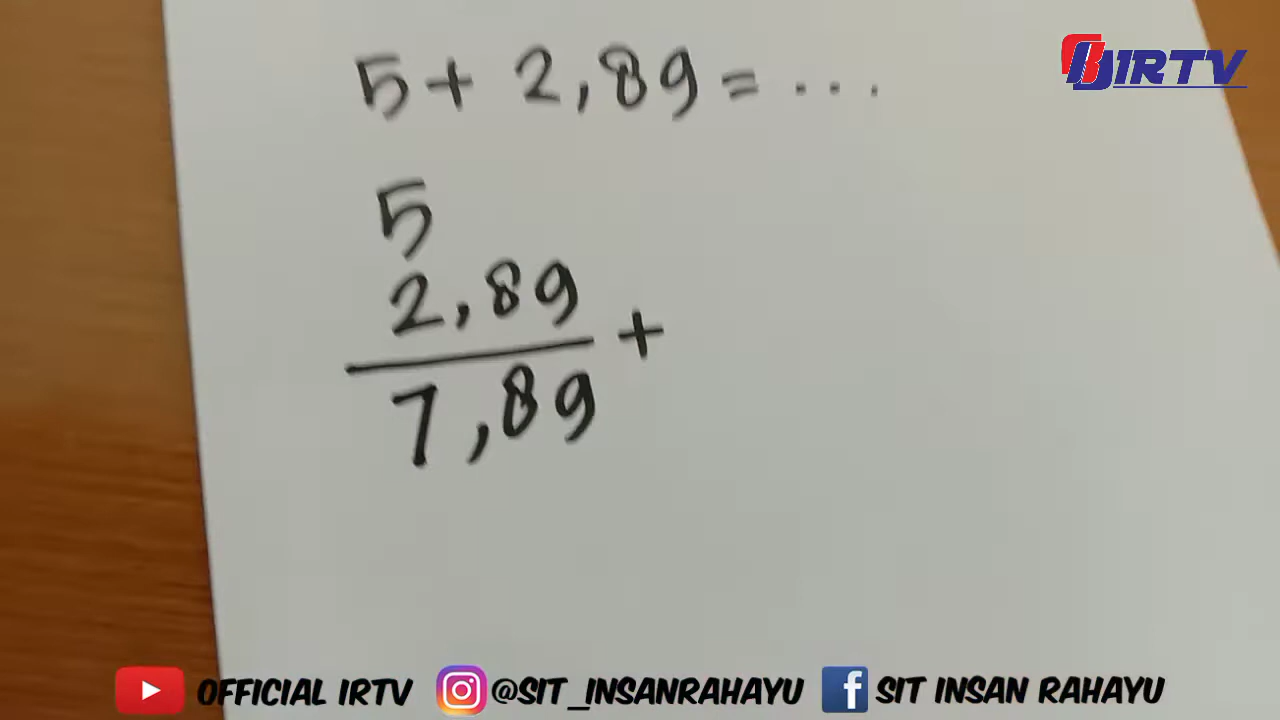 IRTV
5 + 2,89 = ...
5
2,89
+
7,89
OFFICIAL IRTV @SIT_INSANRAHAYU SIT INSAN RAHAYU